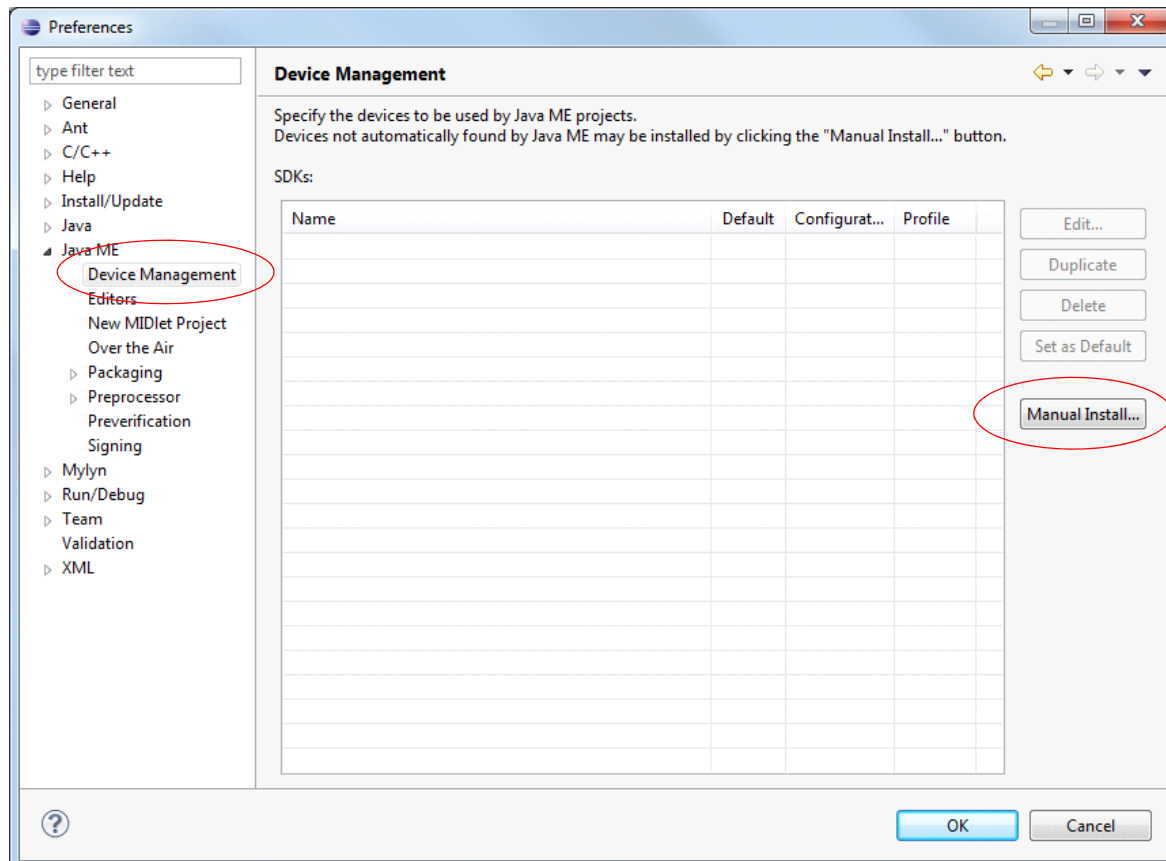 Preferences
type filter text
General
Ant
C/C++
Help
Install/Update
Java
Java ME
Device Management
Editors
New MIDlet Project
Over the Air
Packaging
Preprocessor
Preverification
Signing
Mylyn
Run/Debug
Team
Validation
XML
Device Management
Specify the devices to be used by Java ME projects.
Devices not automatically found by Java ME may be installed by clicking the "Manual Install..." button.
SDKs:
Name Default Configurat... Profile
Edit...
Duplicate
Delete
Set as Default
Manual Install...
?
OK Cancel